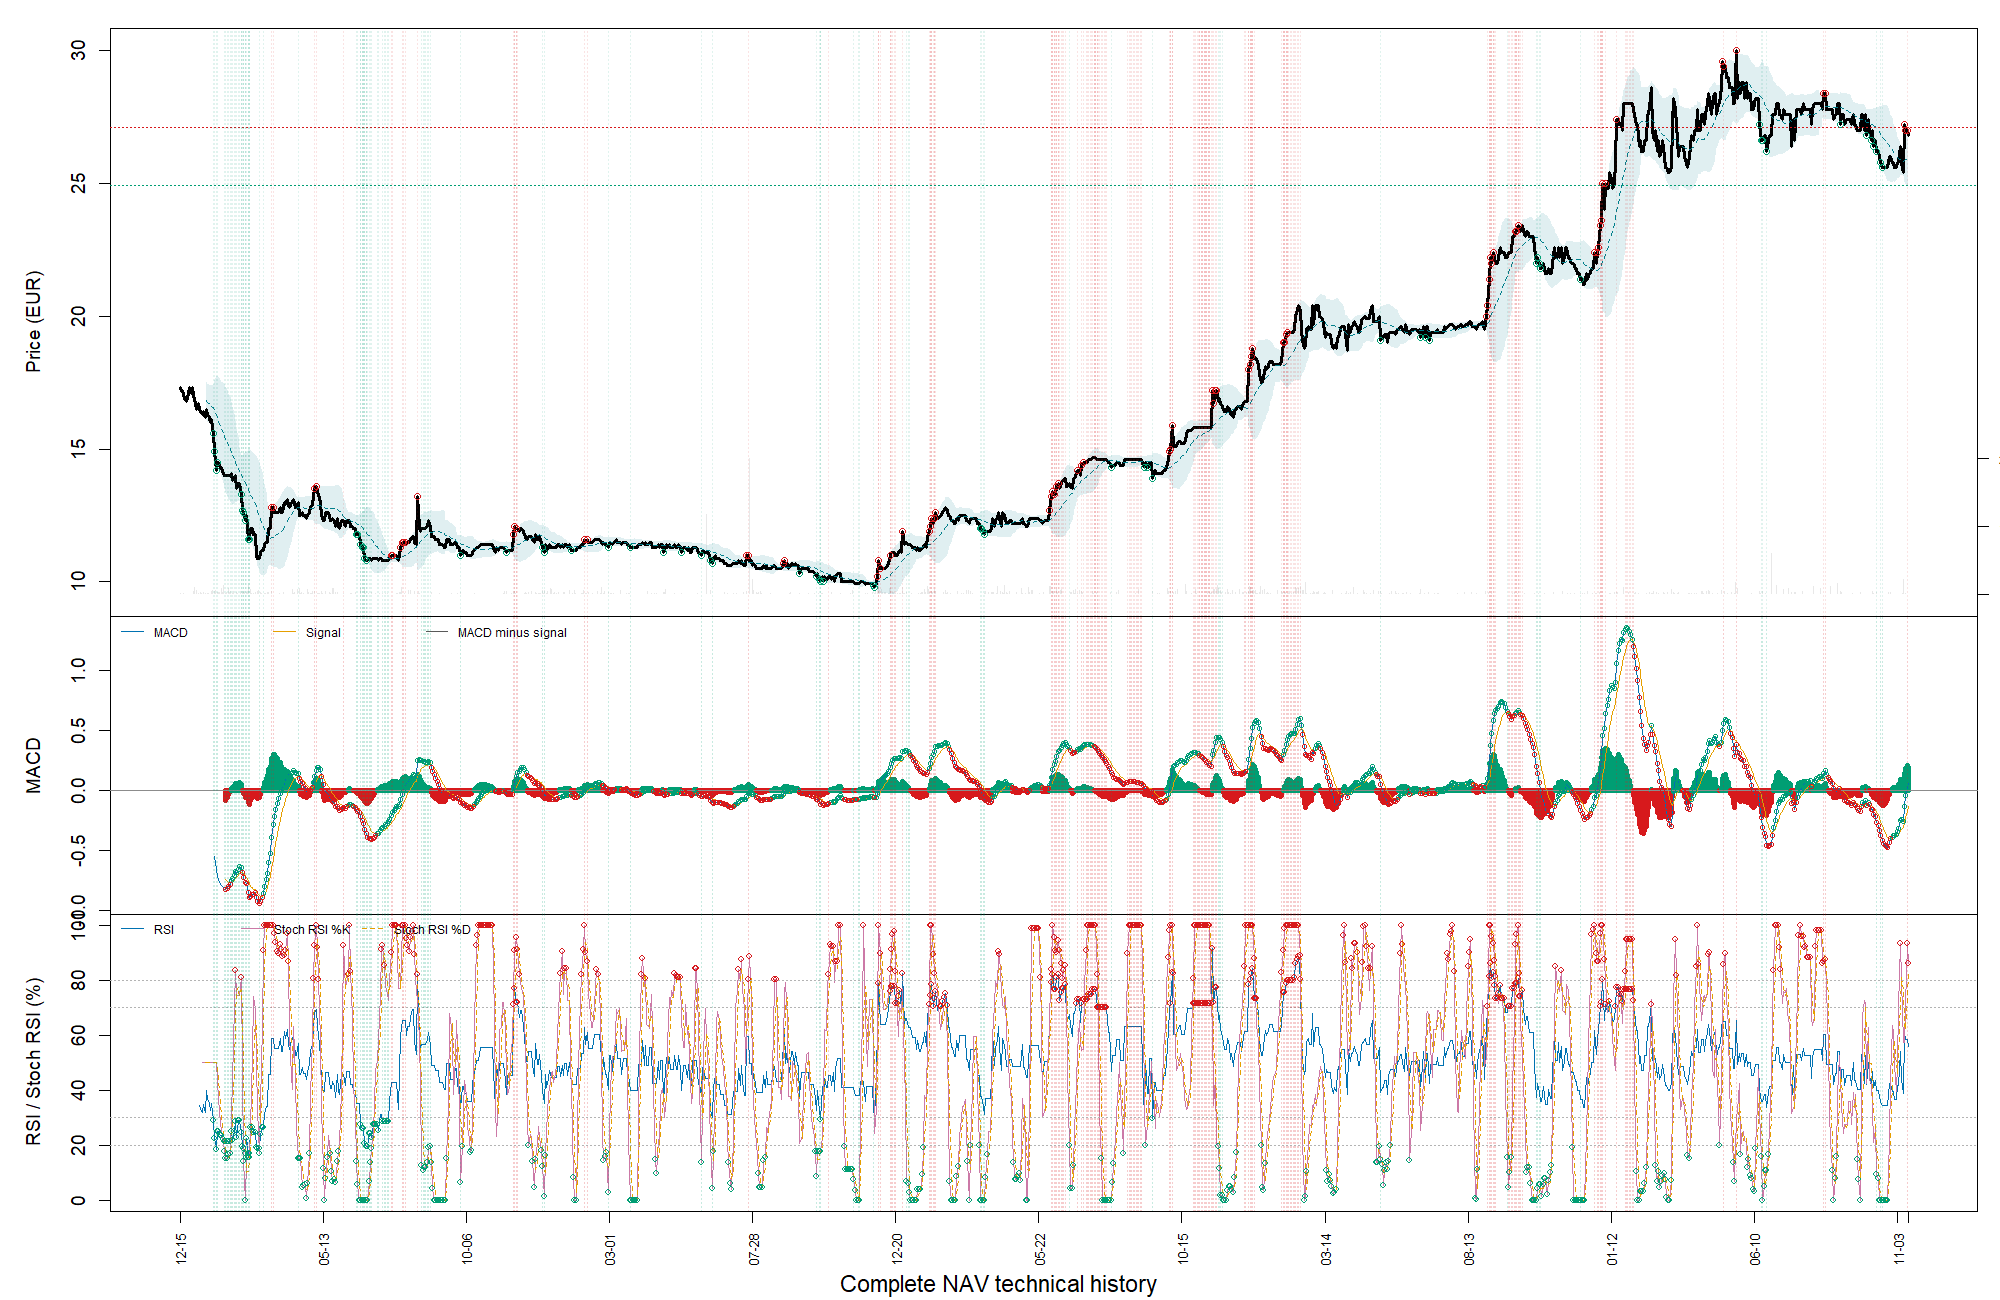 30
25
20
15
10
Price (EUR)
MACD
Signal
MACD minus signal
1.0
0.5
0.0
-0.5
MACD
RSI
Stoch RSI %K
Stoch RSI %D
100
80
60
40
20
0
RSI / Stoch RSI (%)
12-15
05-13
10-06
03-01
07-28
12-20
05-22
10-15
03-14
08-13
01-12
06-10
11-03
Complete NAV technical history